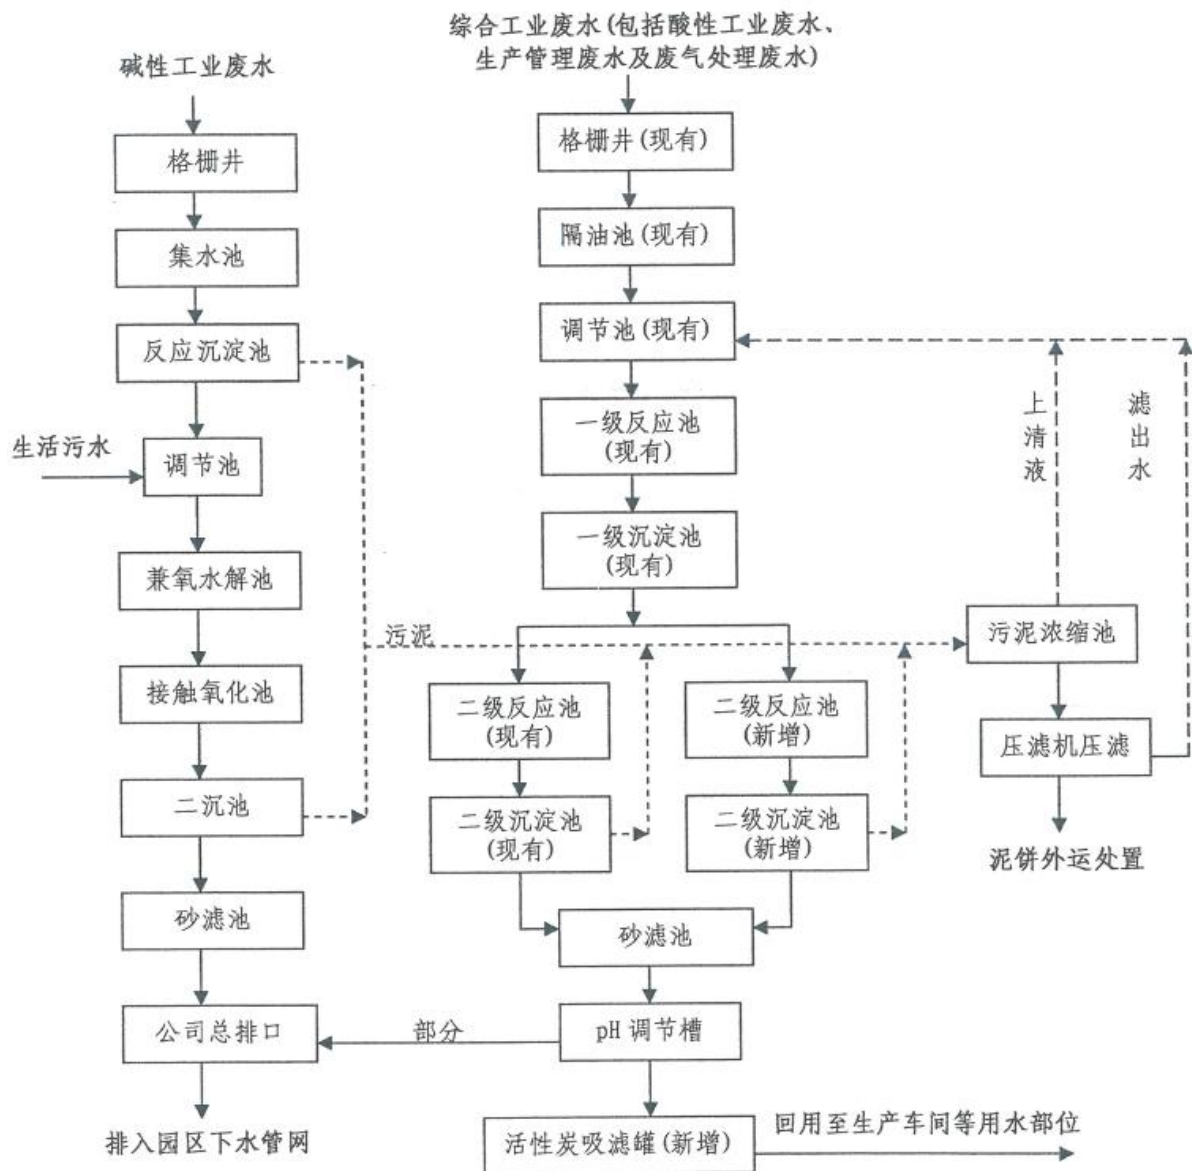 碱性工业废水
格栅井
集水池
反应沉淀池
生活污水
调节池
兼氧水解池
接触氧化池
二沉池
砂滤池
公司总排口
排入园区下水管网
综合工业废水(包括酸性工业废水、
生产管理废水及废气处理废水)
格栅井(现有)
隔油池(现有)
调节池(现有)
一级反应池
(现有)
一级沉淀池
(现有)
污泥
二级反应池
(现有)
二级沉淀池
(现有)
二级反应池
(新增)
二级沉淀池
(新增)
砂滤池
pH 调节槽
部分
活性炭吸滤罐(新增)
回用至生产车间等用水部位
上清液
滤出水
污泥浓缩池
压滤机压滤
泥饼外运处置